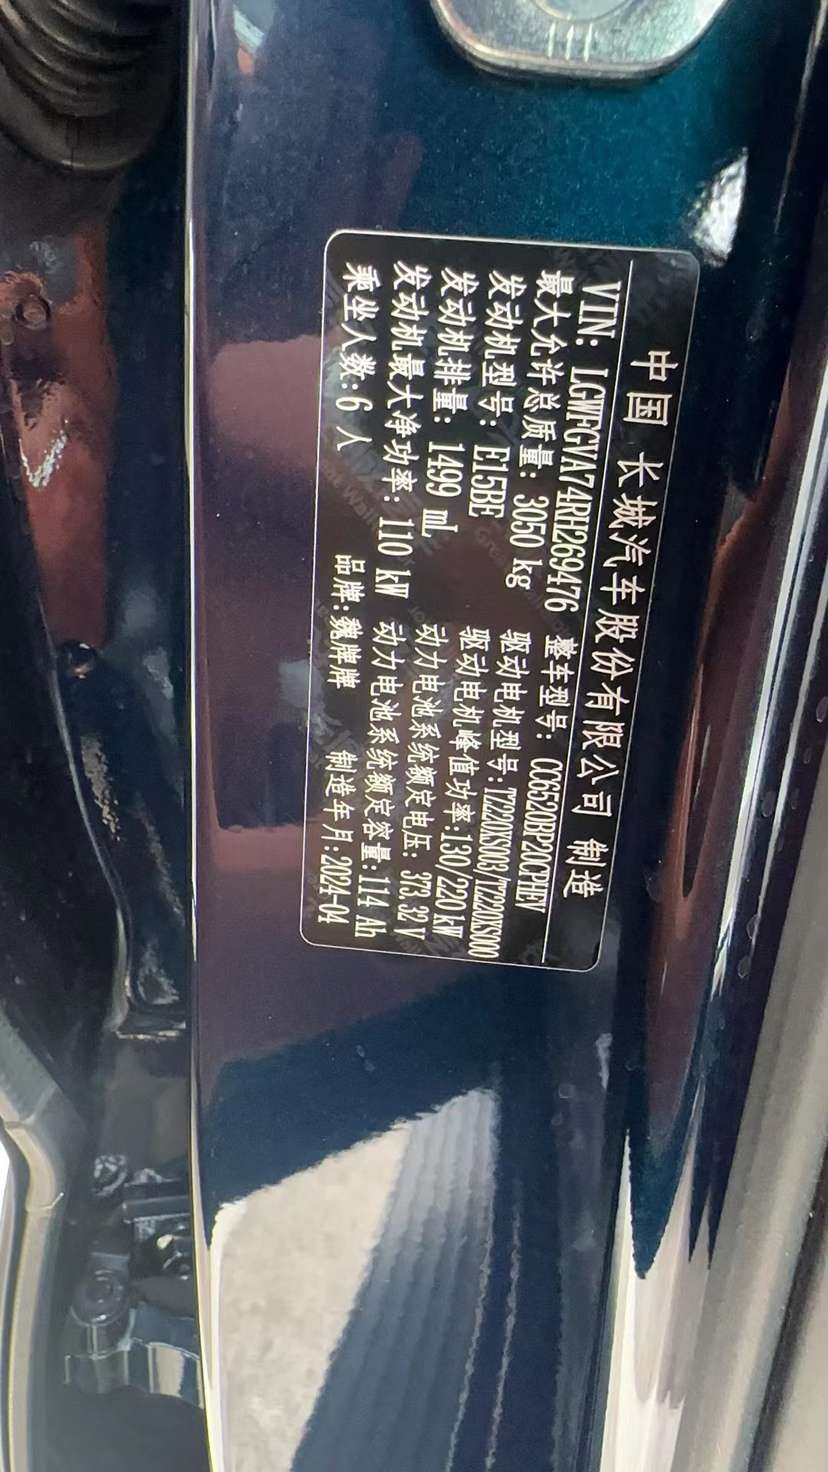 中国 长城汽车股份有限公司 制造
VIN: LGWFGVA74RH269476 整车型号: CC6520BP20CPHEV
最大允许总质量: 3050 kg 驱动电机型号:TZ220XS003/TZ220XS000
发动机型号: E15BE 驱动电机峰值功率:130/220 kW
发动机排量: 1499 mL 动力电池系统额定电压: 373.32 V
发动机最大净功率: 110 kW 动力电池系统额定容量:114 Ah
乘坐人数:6 人 品牌:魏牌牌 制造年月:2024-04